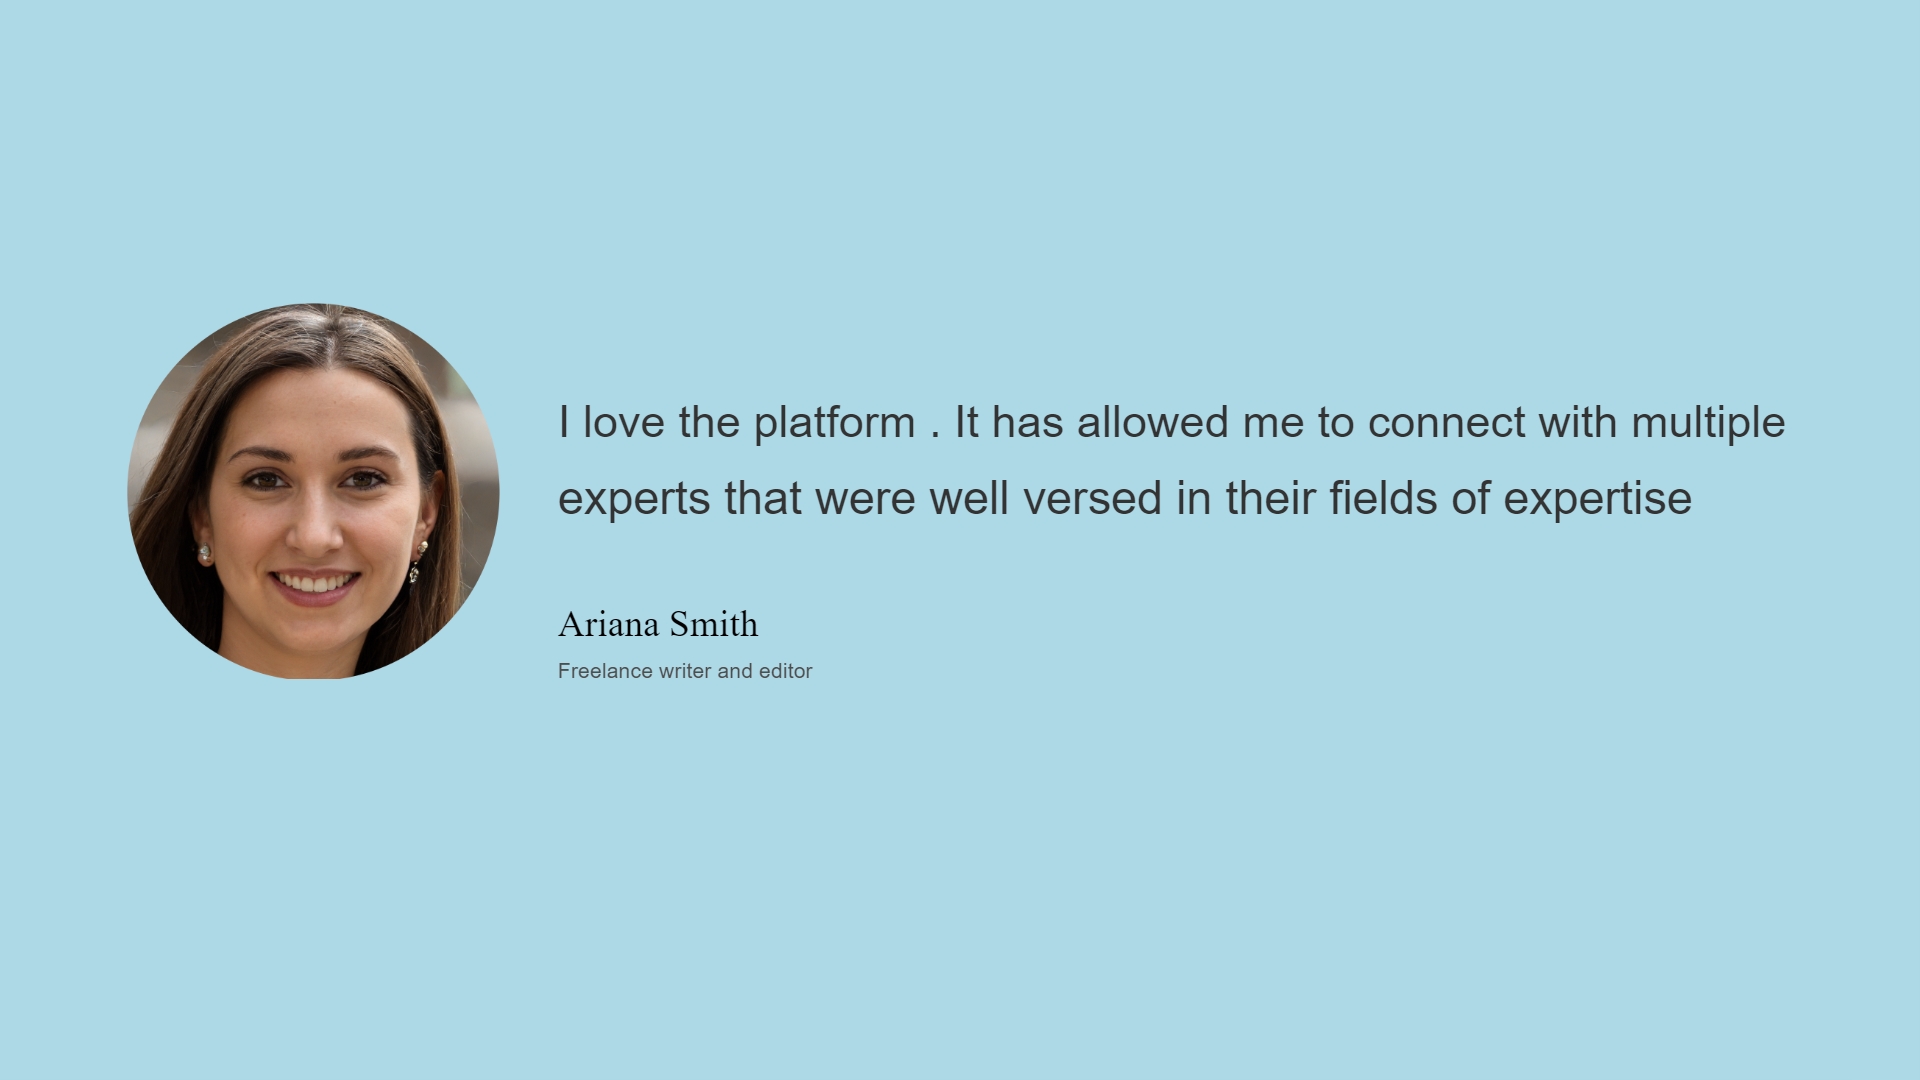 I love the platform . It has allowed me to connect with multiple
experts that were well versed in their fields of expertise
Ariana Smith
Freelance writer and editor